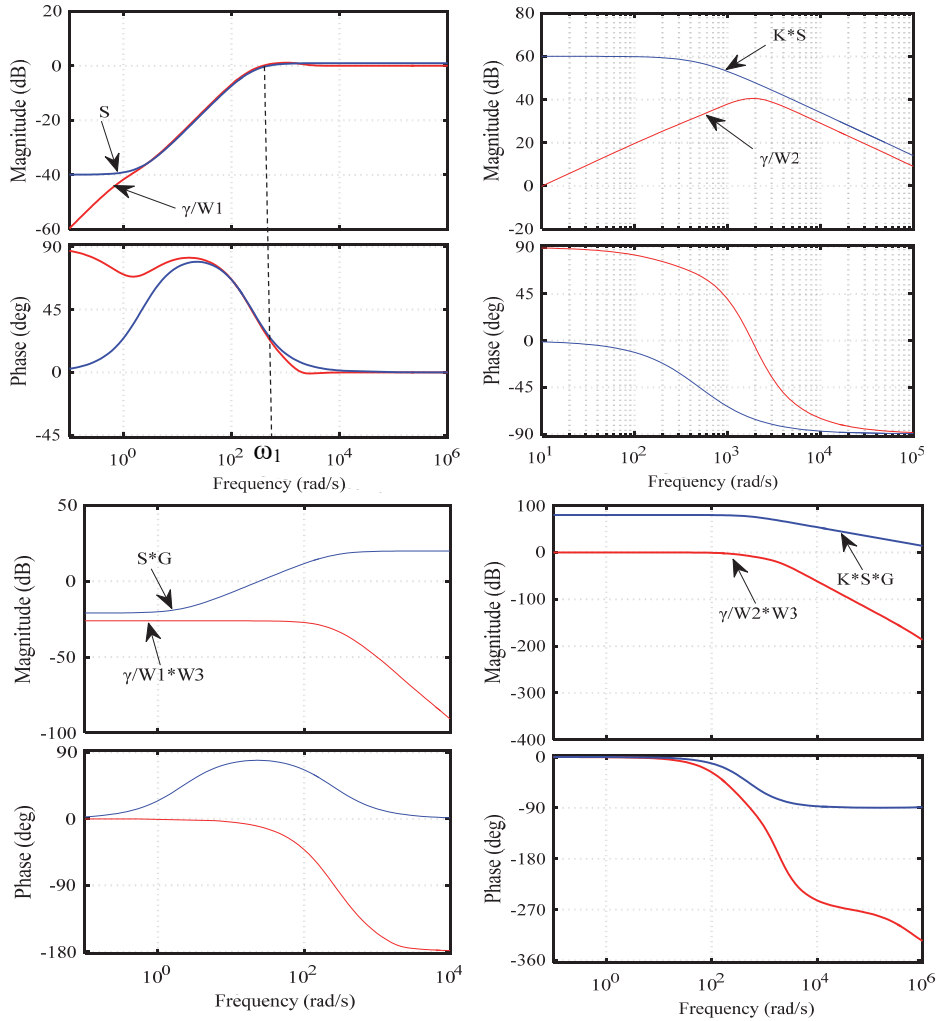 20
0
-20
-40
-60
Magnitude (dB)
S
γ/W1
90
45
0
-45
Phase (deg)
10^0
10^2
ω_1
10^4
10^6
Frequency (rad/s)
80
60
40
20
0
-20
Magnitude (dB)
K*S
γ/W2
90
45
0
-45
-90
Phase (deg)
10^1
10^2
10^3
10^4
10^5
Frequency (rad/s)
50
0
-50
-100
Magnitude (dB)
S*G
γ/W1*W3
90
0
-90
-180
Phase (deg)
10^0
10^2
10^4
Frequency (rad/s)
100
0
-100
-200
-300
-400
Magnitude (dB)
K*S*G
γ/W2*W3
0
-90
-180
-270
-360
Phase (deg)
10^0
10^2
10^4
10^6
Frequency (rad/s)